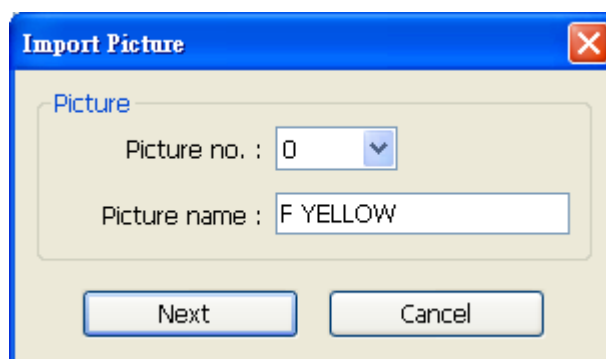 Import Picture
Picture
Picture no. : 0
Picture name : F YELLOW
Next Cancel